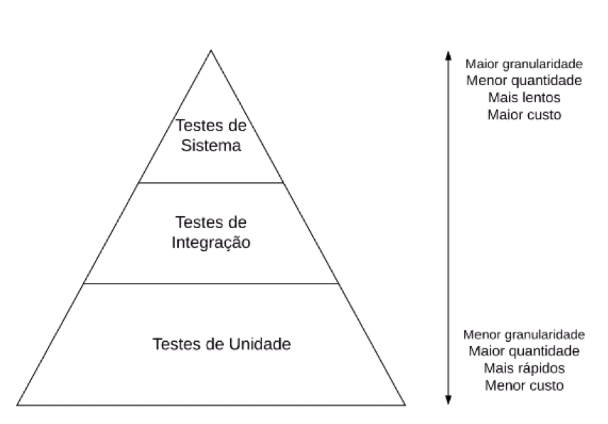 Testes de
Sistema
Testes de
Integração
Testes de Unidade
Maior granularidade
Menor quantidade
Mais lentos
Maior custo
Menor granularidade
Maior quantidade
Mais rápidos
Menor custo